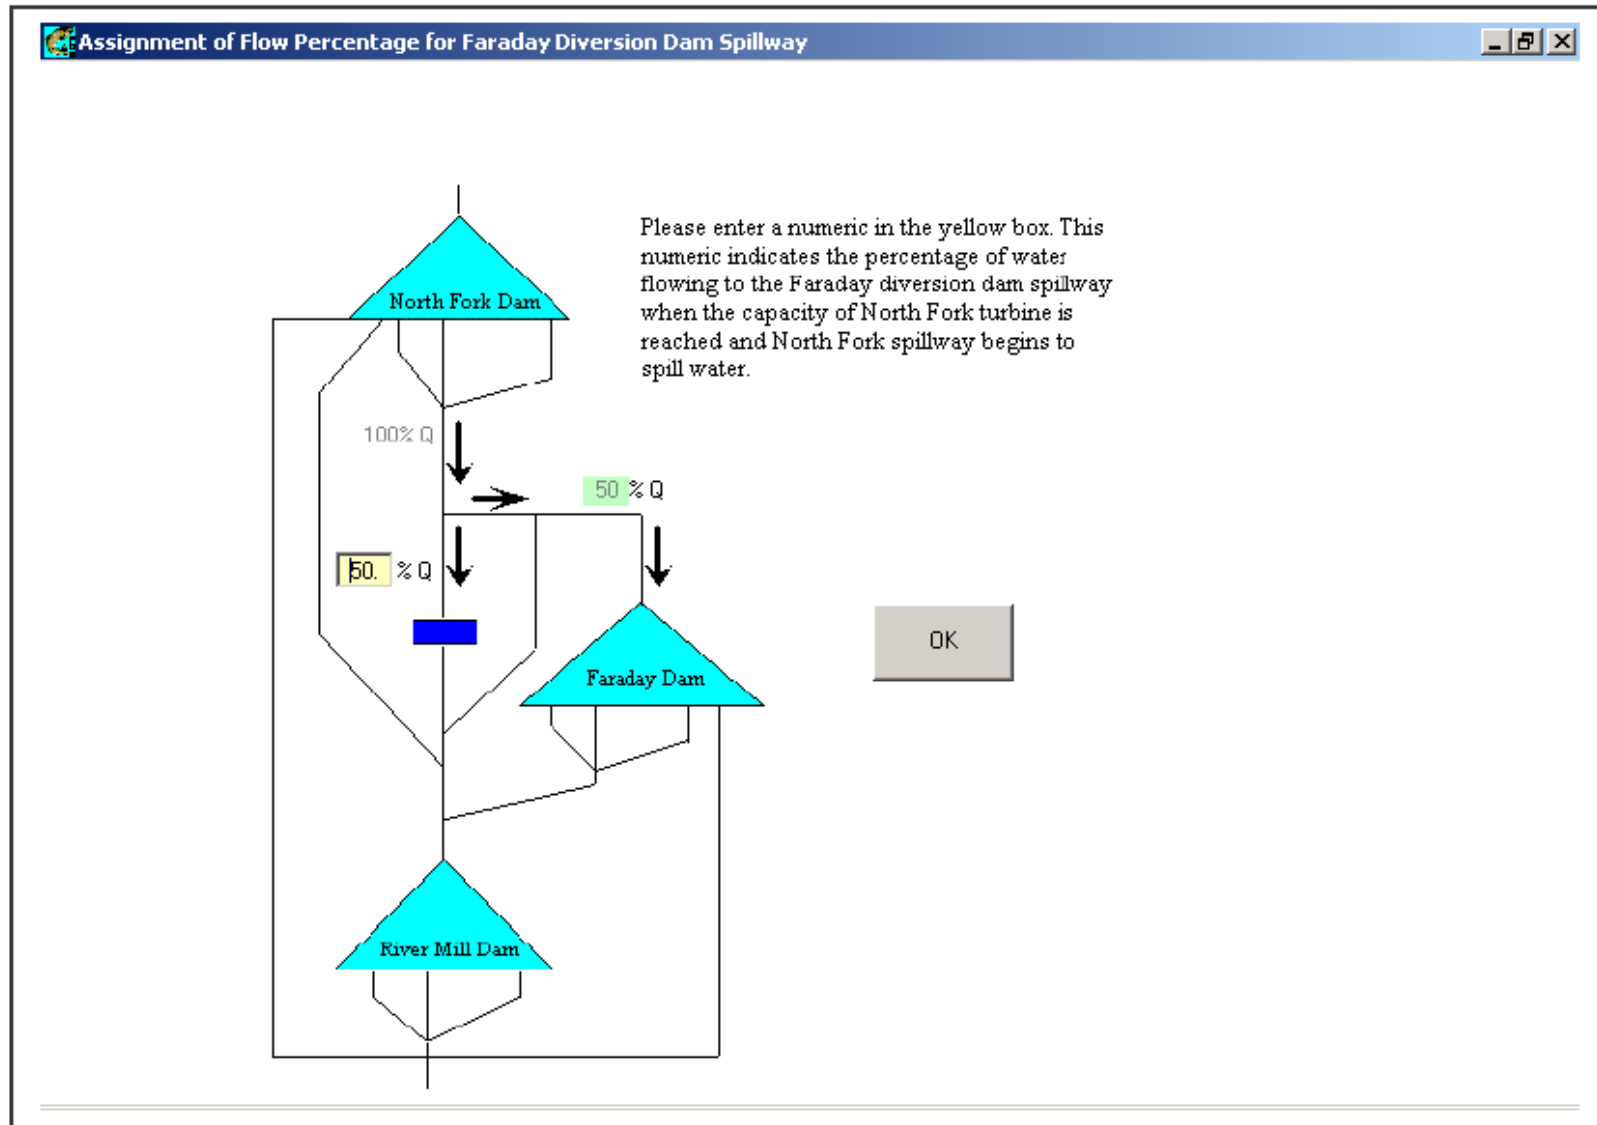 Assignment of Flow Percentage for Faraday Diversion Dam Spillway
Please enter a numeric in the yellow box. This
numeric indicates the percentage of water
flowing to the Faraday diversion dam spillway
when the capacity of North Fork turbine is
reached and North Fork spillway begins to
spill water.
North Fork Dam
100% Q
50 % Q
50. % Q
OK
Faraday Dam
River Mill Dam